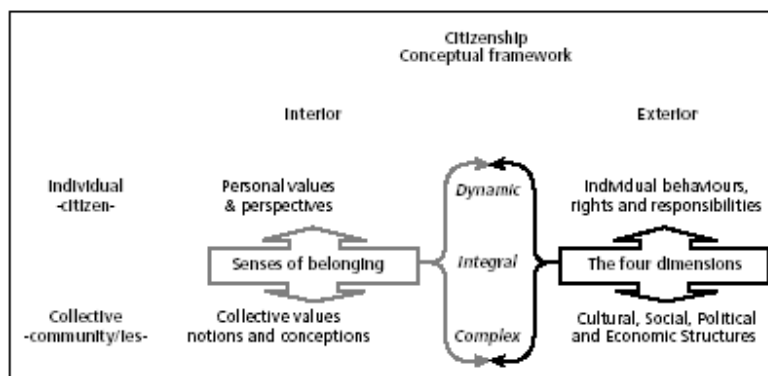 Citizenship
Conceptual framework
Interior
Exterior
Individual
-citizen-
Personal values
& perspectives
Dynamic
Individual behaviours,
rights and responsibilities
Senses of belonging
Integral
The four dimensions
Collective
-community/ies-
Collective values
notions and conceptions
Complex
Cultural, Social, Political
and Economic Structures